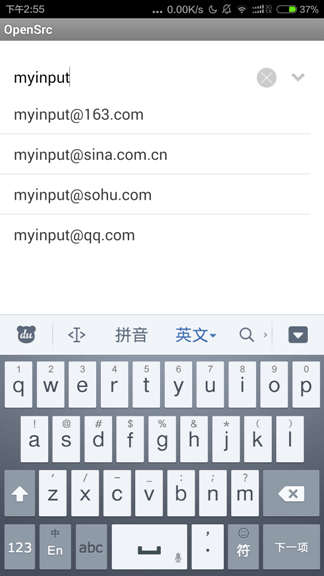 下午2:55 ... 0.00K/s 37%
OpenSrc
myinput
myinput@163.com
myinput@sina.com.cn
myinput@sohu.com
myinput@qq.com
du 拼音 英文
1 2 3 4 5 6 7 8 9 0
q w e r t y u i o p
! @ # $ % & * ( )
a s d f g h j k l
' / - _ : ; ?
z x c v b n m
中
123 En abc , . 符 下一项